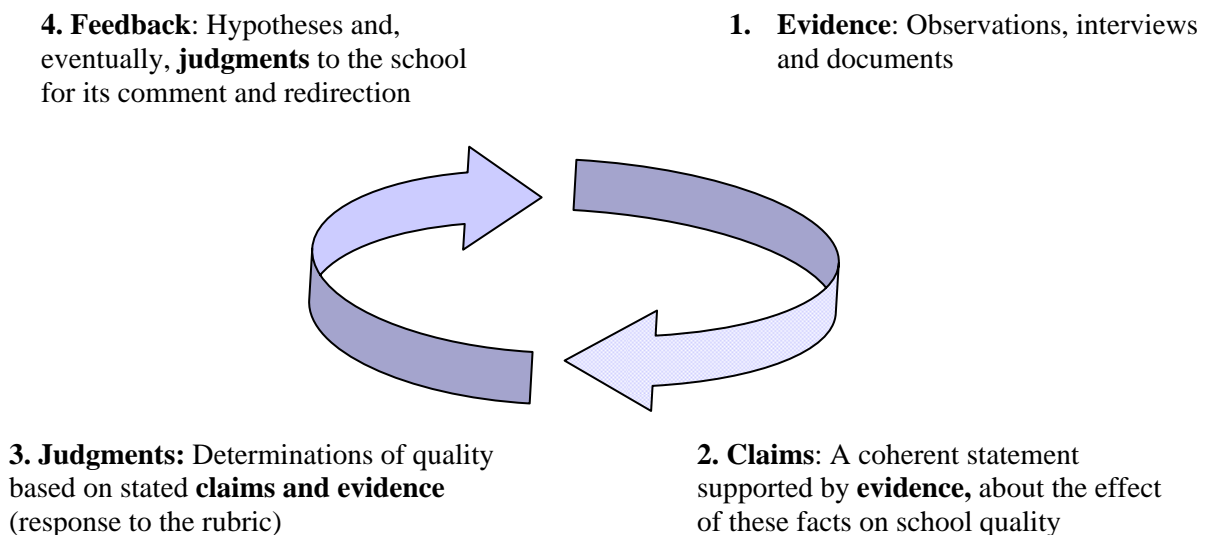 4. Feedback: Hypotheses and,
eventually, judgments to the school
for its comment and redirection
1. Evidence: Observations, interviews
and documents
3. Judgments: Determinations of quality
based on stated claims and evidence
(response to the rubric)
2. Claims: A coherent statement
supported by evidence, about the effect
of these facts on school quality